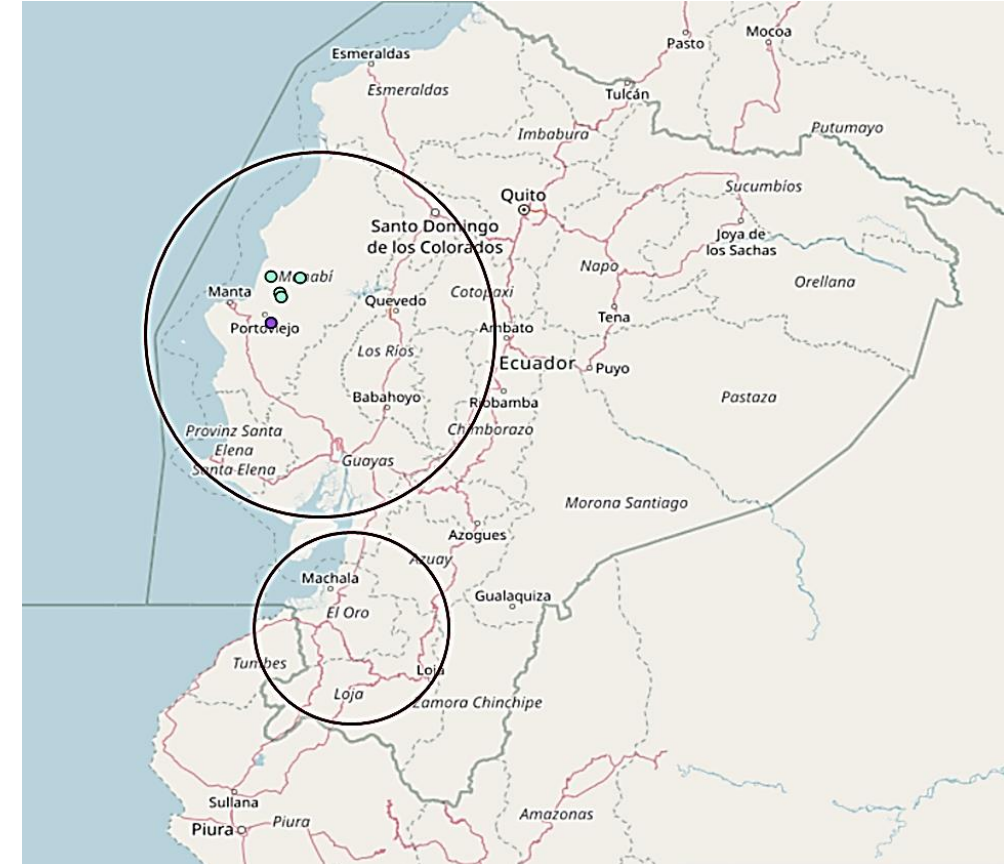 Esmeraldas
Esmeraldas
Pasto
Mocoa
Tulcán
Imbabura
Putumayo
Quito
Sucumbíos
Santo Domingo
de los Colorados
Joya de
los Sachas
Napo
Manabí
Orellana
Manta
Quevedo
Cotopaxi
Tena
Portoviejo
Ambato
Los Ríos
Ecuador
Puyo
Babahoyo
Riobamba
Pastaza
Chimborazo
Provinz Santa
Elena
Santa Elena
Guayas
Morona Santiago
Azogues
Azuay
Machala
Gualaquiza
El Oro
Tumbes
Loja
Loja
Zamora Chinchipe
Sullana
Piura
Piura
Amazonas